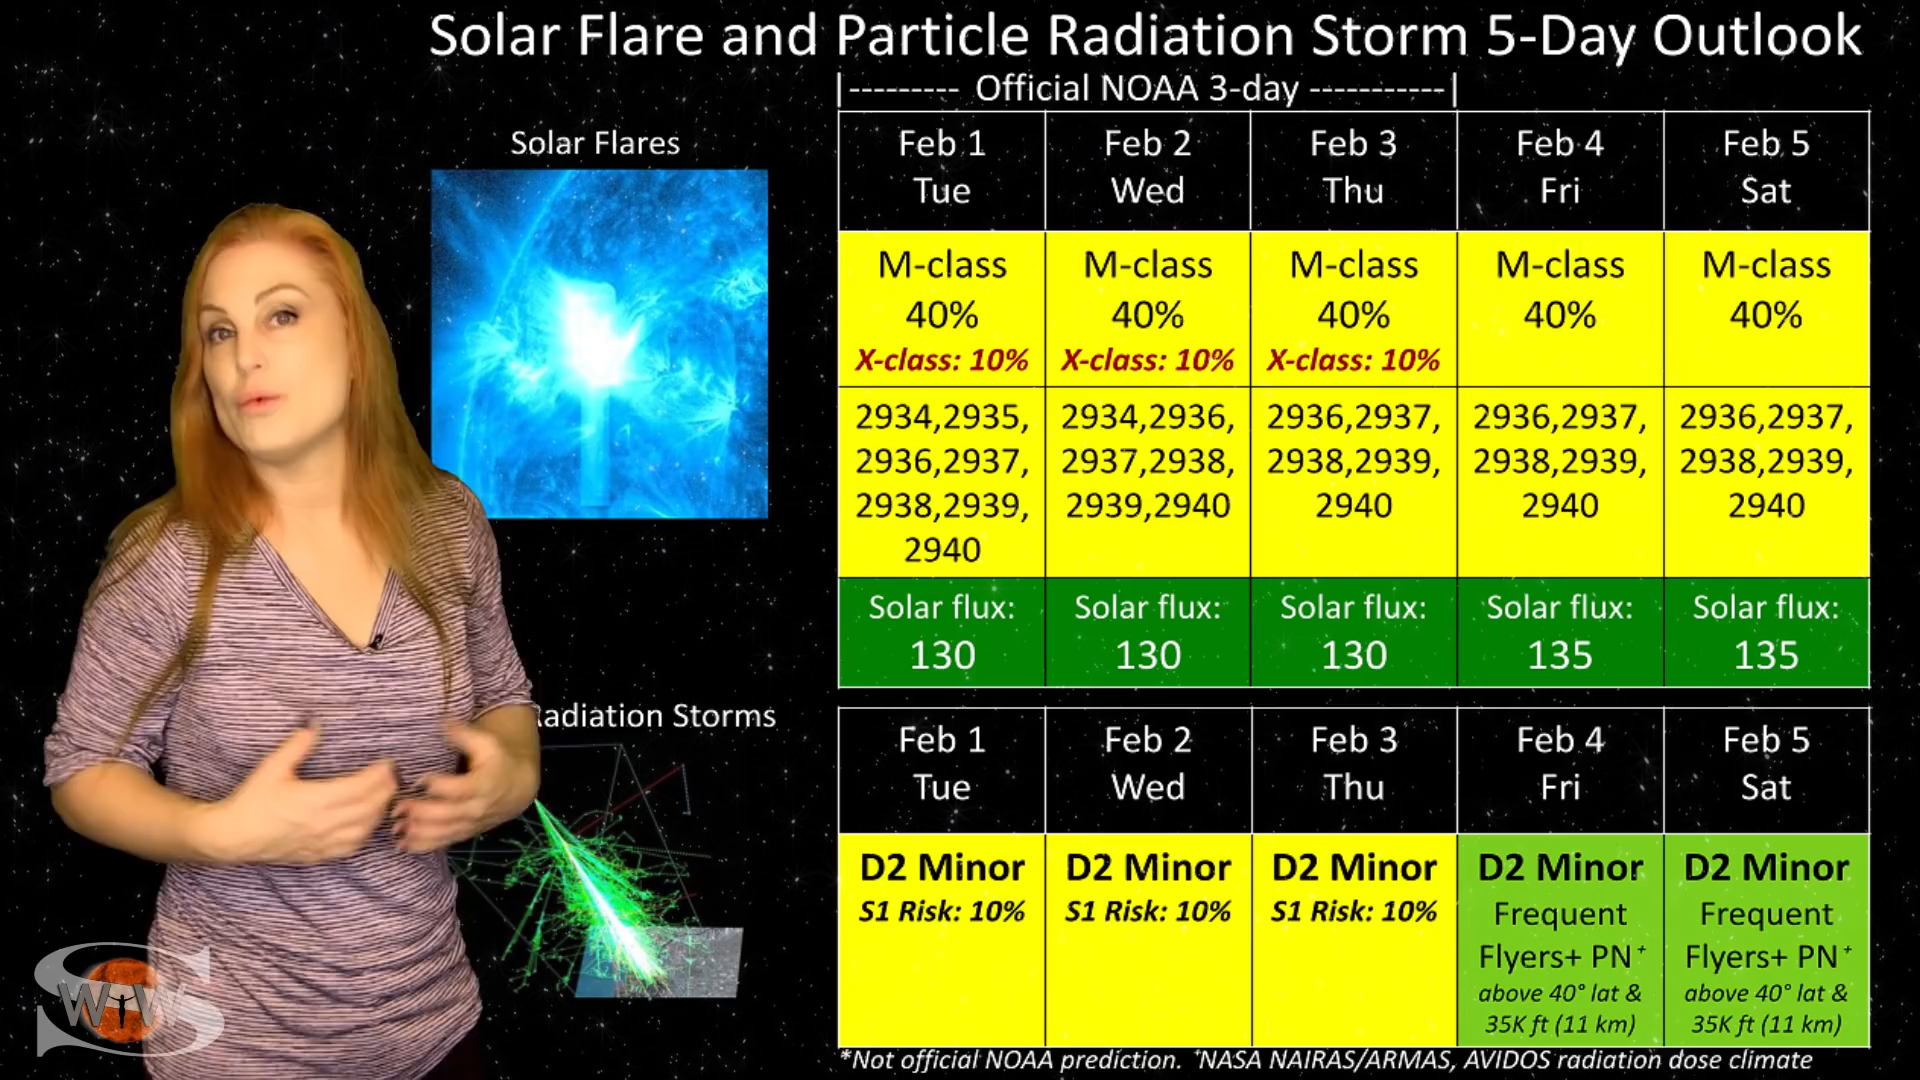 Solar Flare and Particle Radiation Storm 5-Day Outlook
|--------- Official NOAA 3-day -----------|
Solar Flares
Feb 1 Feb 2 Feb 3 Feb 4 Feb 5
Tue Wed Thu Fri Sat
M-class M-class M-class M-class M-class
40% 40% 40% 40% 40%
X-class: 10% X-class: 10% X-class: 10%
2934,2935, 2934,2936, 2936,2937, 2936,2937, 2936,2937,
2936,2937, 2937,2938, 2938,2939, 2938,2939, 2938,2939,
2938,2939, 2939,2940 2940 2940 2940
2940
Solar flux: Solar flux: Solar flux: Solar flux: Solar flux:
130 130 130 135 135
Radiation Storms
Feb 1 Feb 2 Feb 3 Feb 4 Feb 5
Tue Wed Thu Fri Sat
D2 Minor D2 Minor D2 Minor D2 Minor D2 Minor
S1 Risk: 10% S1 Risk: 10% S1 Risk: 10% Frequent Frequent
Flyers+ PN⁺ Flyers+ PN⁺
above 40° lat & above 40° lat &
35K ft (11 km) 35K ft (11 km)
*Not official NOAA prediction. ⁺NASA NAIRAS/ARMAS, AVIDOS radiation dose climate